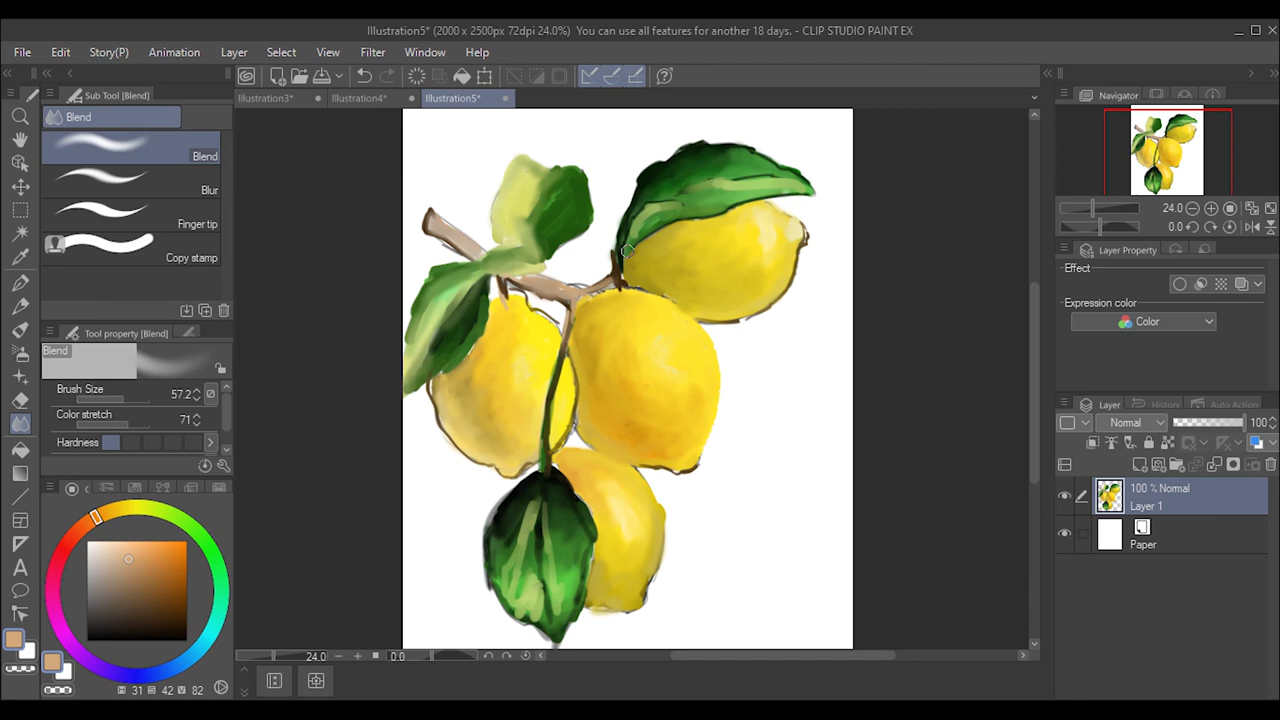 Illustration5* (2000 x 2500px 72dpi 24.0%) You can use all features for another 18 days. - CLIP STUDIO PAINT EX
File Edit Story(P) Animation Layer Select View Filter Window Help
Sub Tool [Blend]
Blend
Blend
Blur
Finger tip
Copy stamp
Tool property [Blend]
Blend
Brush Size 57.2
Color stretch 71
Hardness
H 31 S 42 V 82
Illustration3* Illustration4* Illustration5*
24.0 0.0
Navigator
24.0
0.0
Layer Property
Effect
Expression color
Color
Layer History Auto Action
Normal 100
100 % Normal
Layer 1
Paper